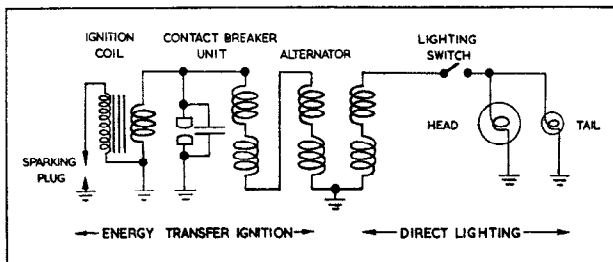 IGNITION
COIL
CONTACT BREAKER
UNIT
ALTERNATOR
LIGHTING
SWITCH
HEAD
TAIL
SPARKING
PLUG
ENERGY TRANSFER IGNITION
DIRECT LIGHTING